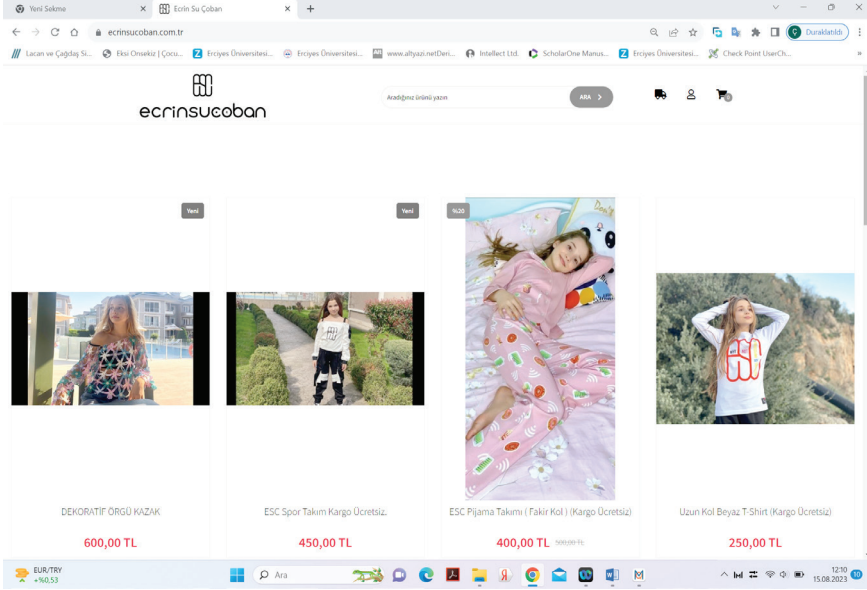 Yeni Sekme
Ecrin Su Çoban
ecrinsucoban.com.tr
Duraklatıldı
Lacan ve Çağdaş Si...
Eksi Onsekiz | Çocu...
Erciyes Üniversitesi...
Erciyes Üniversitesi...
www.altyazi.netDeri...
Intellect Ltd.
ScholarOne Manus...
Erciyes Üniversitesi...
Check Point UserCh...
ecrinsucoban
Aradığınız ürünü yazın
ARA
0
Yeni
Yeni
%20
DEKORATİF ÖRGÜ KAZAK
600,00 TL
ESC Spor Takım Kargo Ücretsiz.
450,00 TL
ESC Pijama Takımı ( Fakir Kol ) (Kargo Ücretsiz)
400,00 TL 500,00 TL
Uzun Kol Beyaz T-Shirt (Kargo Ücretsiz)
250,00 TL
EUR/TRY
+%0,53
Ara
12:10
15.08.2023
10